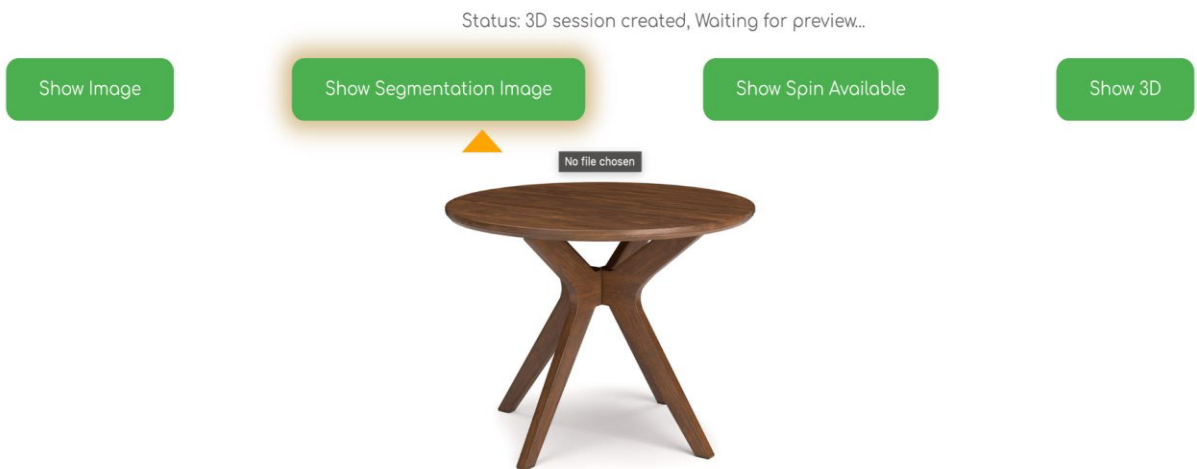 Status: 3D session created, Waiting for preview...
Show Image
Show Segmentation Image
Show Spin Available
Show 3D
No file chosen